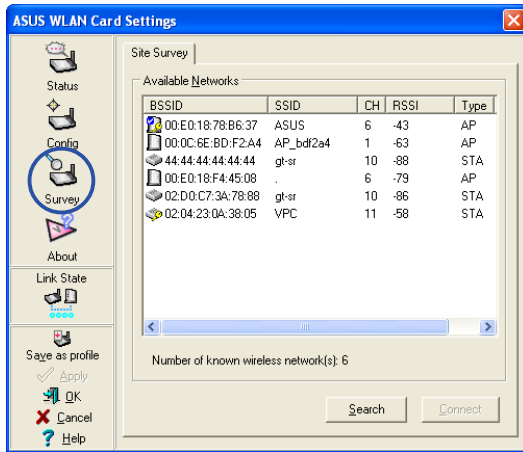 ASUS WLAN Card Settings
Status
Config
Survey
About
Link State
Save as profile
Apply
OK
Cancel
Help
Site Survey
Available Networks
BSSID SSID CH RSSI Type
00:E0:18:78:B6:37 ASUS 6 -43 AP
00:0C:6E:BD:F2:A4 AP_bdf2a4 1 -63 AP
44:44:44:44:44:44 gt-sr 10 -88 STA
00:E0:18:F4:45:08 . 6 -79 AP
02:D0:C7:3A:78:88 gt-sr 10 -86 STA
02:04:23:0A:38:05 VPC 11 -58 STA
Number of known wireless network(s): 6
Search Connect